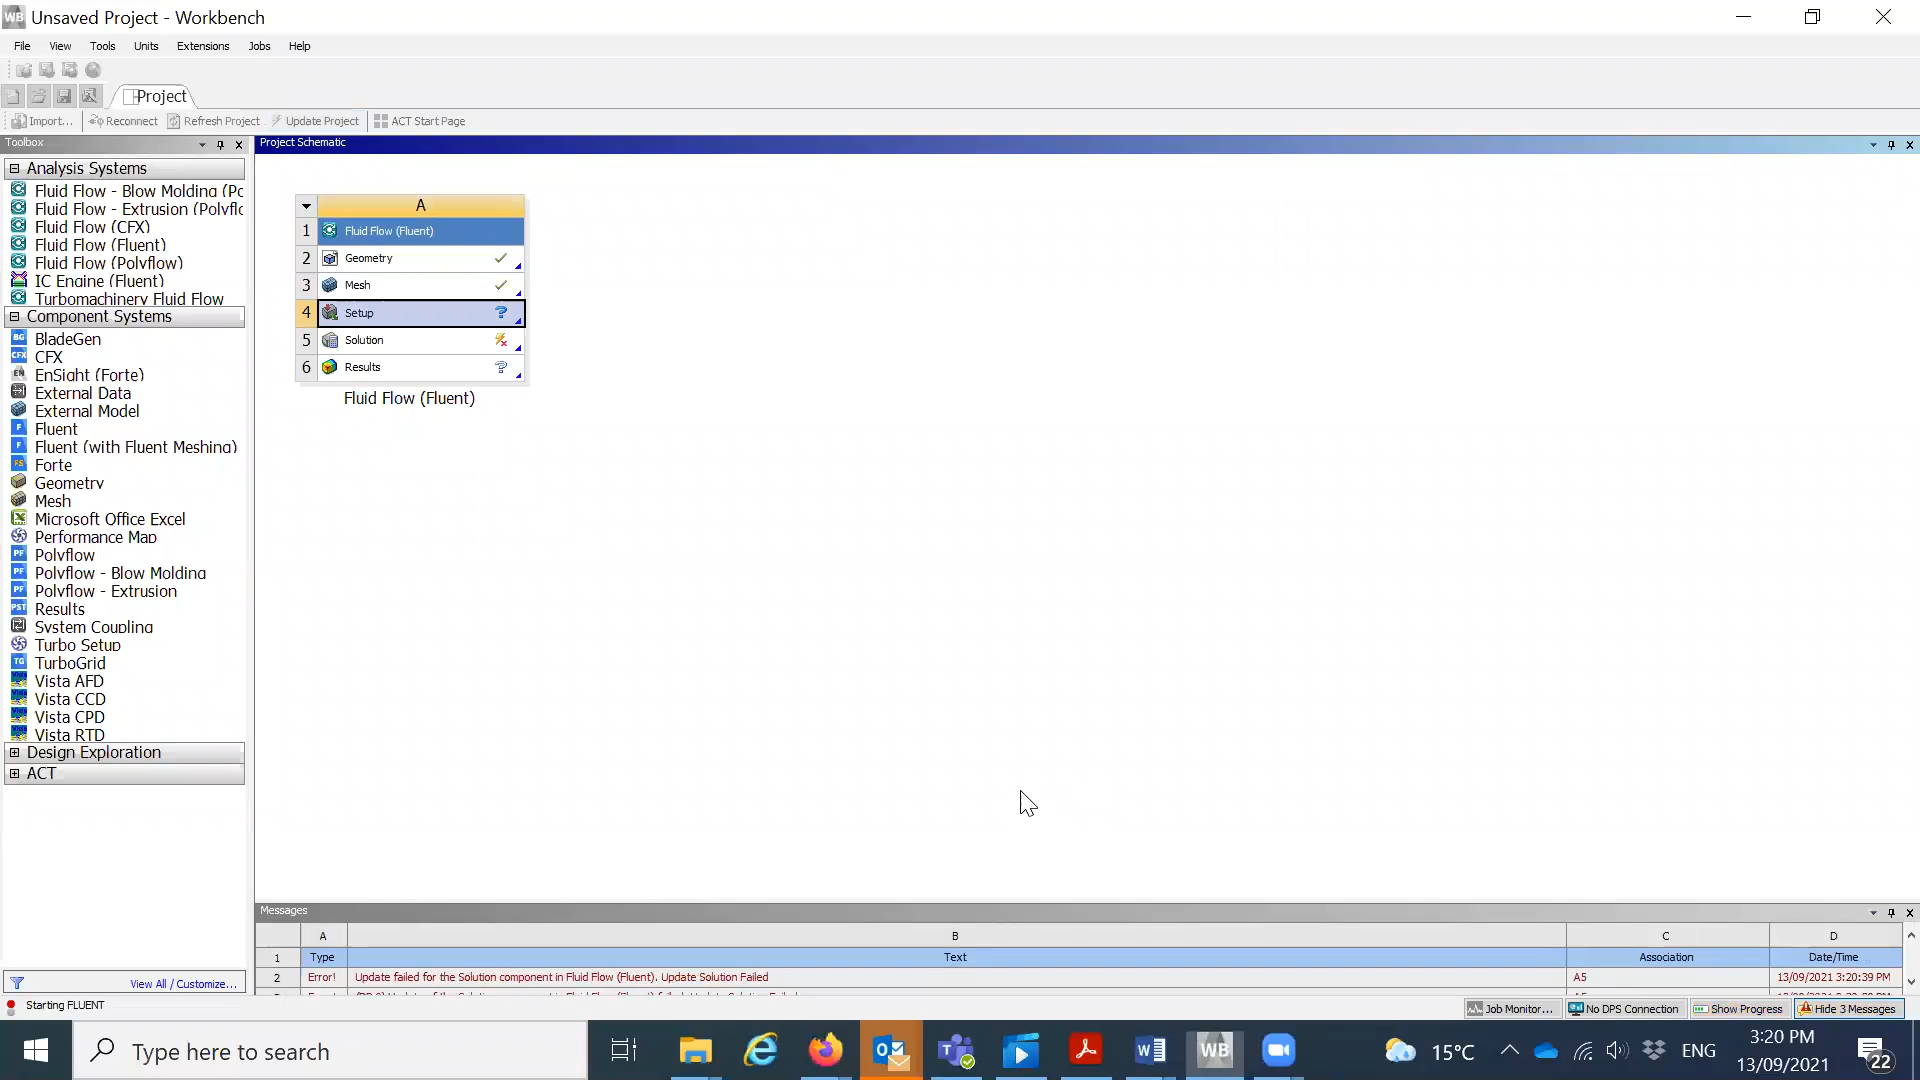 Unsaved Project - Workbench
File View Tools Units Extensions Jobs Help
Project
Import... Reconnect Refresh Project Update Project ACT Start Page
Toolbox
Analysis Systems
Fluid Flow - Blow Molding (Po
Fluid Flow - Extrusion (Polyflo
Fluid Flow (CFX)
Fluid Flow (Fluent)
Fluid Flow (Polyflow)
IC Engine (Fluent)
Turbomachinery Fluid Flow
Component Systems
BladeGen
CFX
EnSight (Forte)
External Data
External Model
Fluent
Fluent (with Fluent Meshing)
Forte
Geometry
Mesh
Microsoft Office Excel
Performance Map
Polyflow
Polyflow - Blow Molding
Polyflow - Extrusion
Results
System Coupling
Turbo Setup
TurboGrid
Vista AFD
Vista CCD
Vista CPD
Vista RTD
Design Exploration
ACT
View All / Customize...
Project Schematic
A
1 Fluid Flow (Fluent)
2 Geometry
3 Mesh
4 Setup
5 Solution
6 Results
Fluid Flow (Fluent)
Messages
A B C D
1 Type Text Association Date/Time
2 Error! Update failed for the Solution component in Fluid Flow (Fluent). Update Solution Failed A5 13/09/2021 3:20:39 PM
Starting FLUENT
Job Monitor... No DPS Connection Show Progress Hide 3 Messages
Type here to search
15°C ENG
3:20 PM
13/09/2021
22